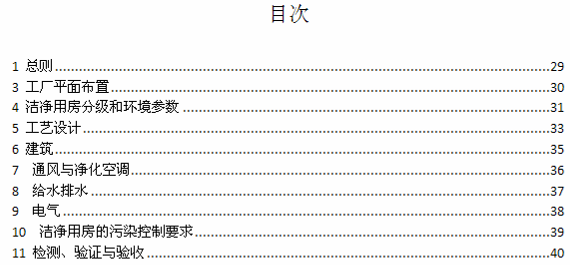 目次
1 总则........29
3 工厂平面布置........30
4 洁净用房分级和环境参数........31
5 工艺设计........33
6 建筑........35
7 通风与净化空调........36
8 给水排水........37
9 电气........38
10 洁净用房的污染控制要求........39
11 检测、验证与验收........40